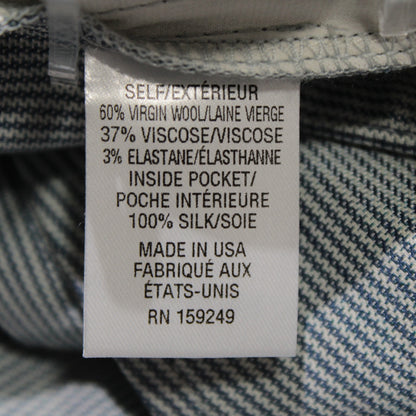 SELF/EXTÉRIEUR
60% VIRGIN WOOL/LAINE VIERGE
37% VISCOSE/VISCOSE
3% ELASTANE/ÉLASTHANNE
INSIDE POCKET/
POCHE INTÉRIEURE
100% SILK/SOIE
MADE IN USA
FABRIQUÉ AUX
ÉTATS-UNIS
RN 159249